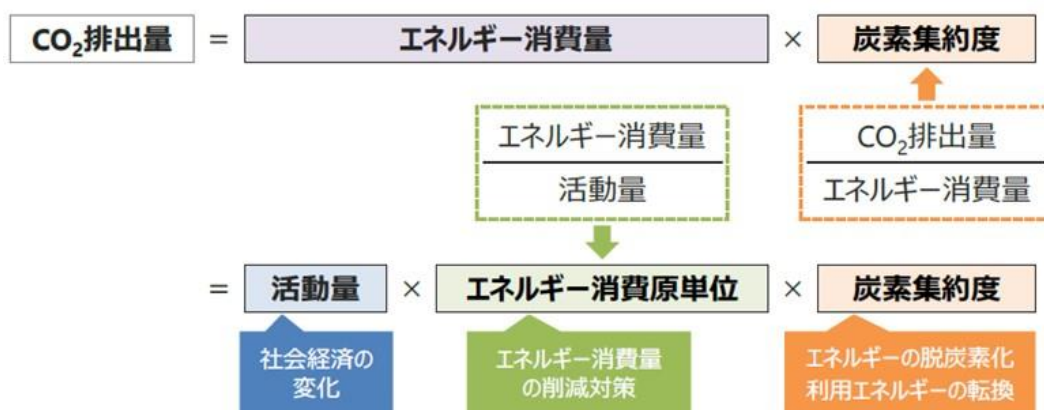 CO₂排出量 = エネルギー消費量 × 炭素集約度
エネルギー消費量
活動量
CO₂排出量
エネルギー消費量
= 活動量 × エネルギー消費原単位 × 炭素集約度
社会経済の
変化
エネルギー消費量
の削減対策
エネルギーの脱炭素化
利用エネルギーの転換